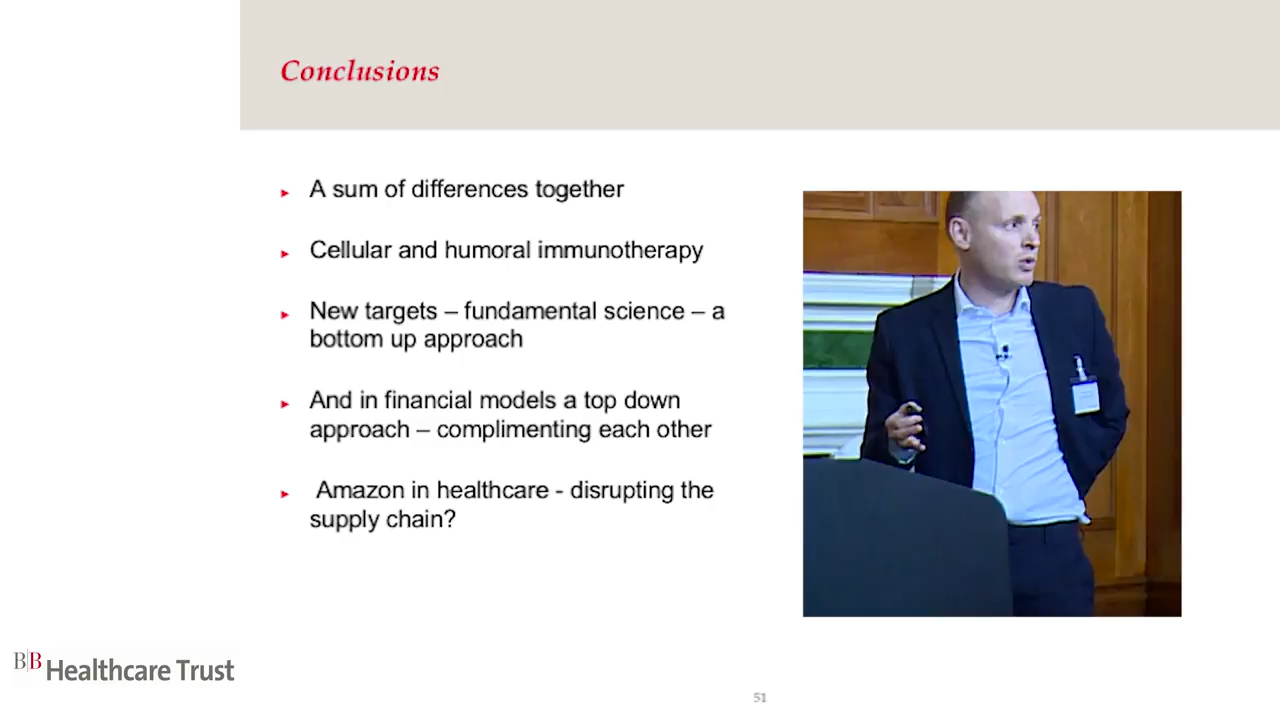 Conclusions
► A sum of differences together
► Cellular and humoral immunotherapy
► New targets – fundamental science – a
bottom up approach
► And in financial models a top down
approach – complimenting each other
► Amazon in healthcare - disrupting the
supply chain?
B|B Healthcare Trust
51